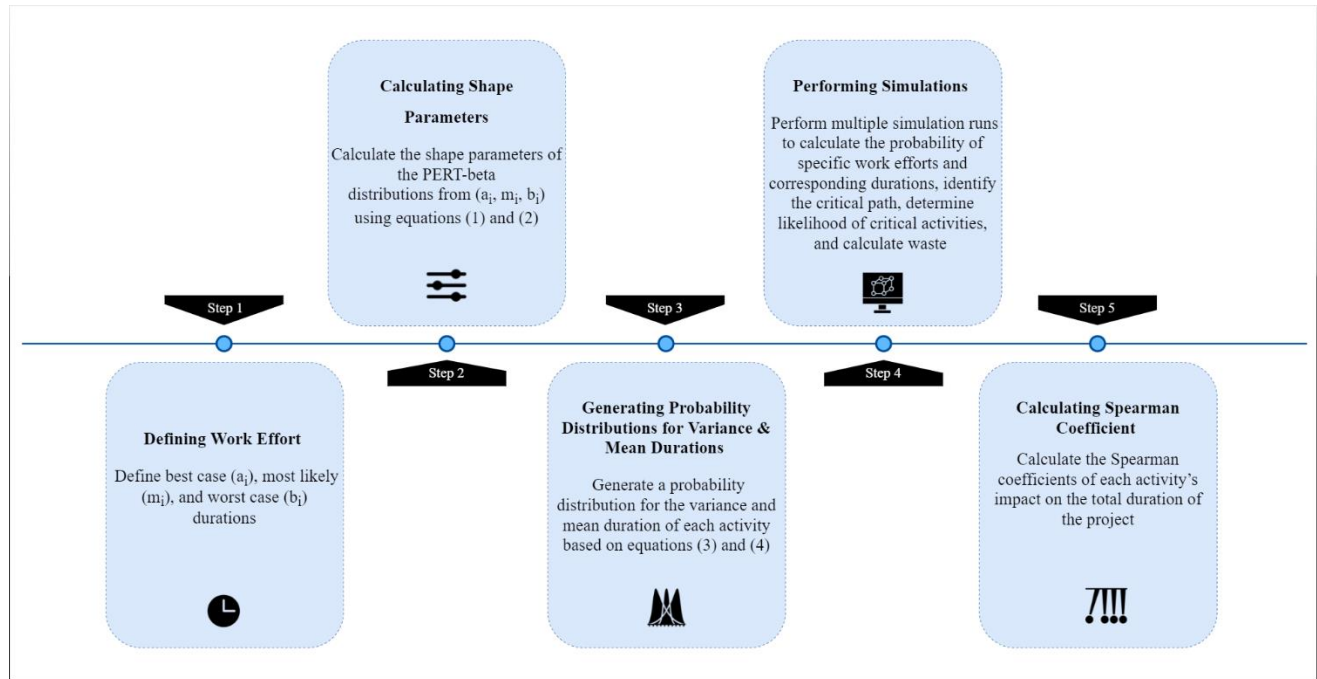 Step 1
Defining Work Effort
Define best case (aᵢ), most likely
(mᵢ), and worst case (bᵢ)
durations
Calculating Shape
Parameters
Calculate the shape parameters of
the PERT-beta
distributions from (aᵢ, mᵢ, bᵢ)
using equations (1) and (2)
Step 2
Step 3
Generating Probability
Distributions for Variance &
Mean Durations
Generate a probability
distribution for the variance and
mean duration of each activity
based on equations (3) and (4)
Performing Simulations
Perform multiple simulation runs
to calculate the probability of
specific work efforts and
corresponding durations, identify
the critical path, determine
likelihood of critical activities,
and calculate waste
Step 4
Step 5
Calculating Spearman
Coefficient
Calculate the Spearman
coefficients of each activity’s
impact on the total duration of
the project